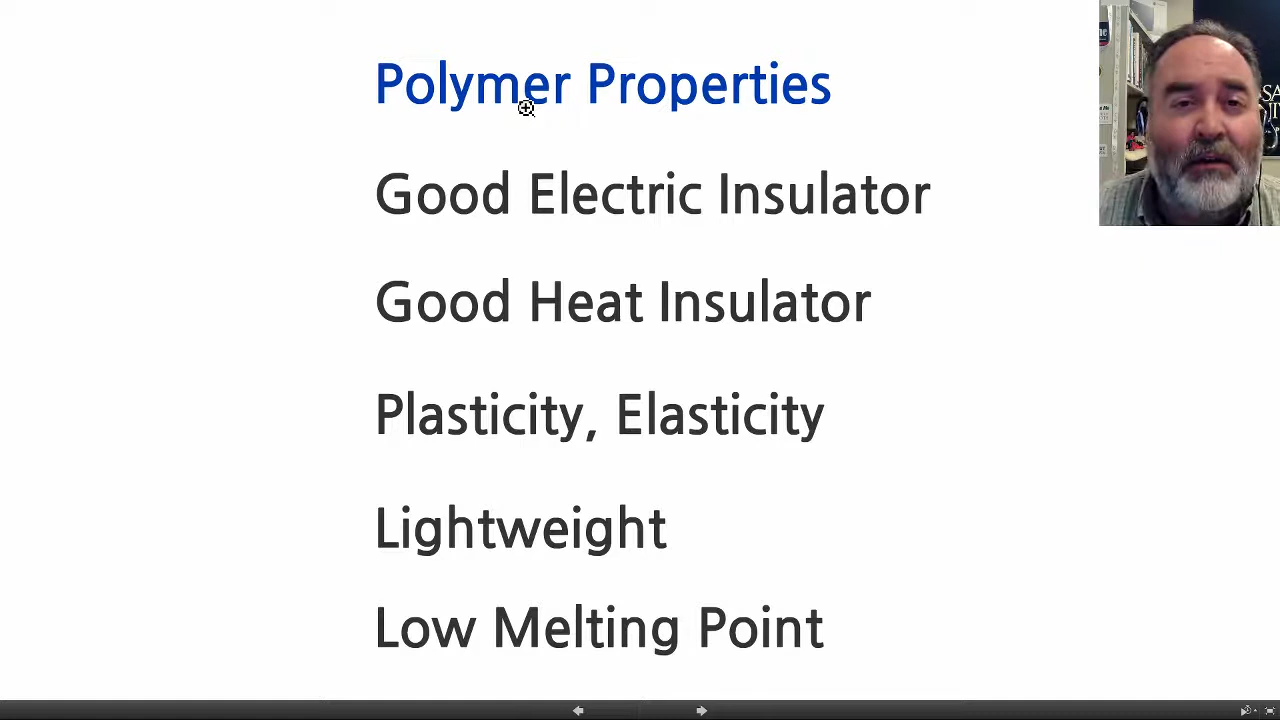 Polymer Properties
Good Electric Insulator
Good Heat Insulator
Plasticity, Elasticity
Lightweight
Low Melting Point